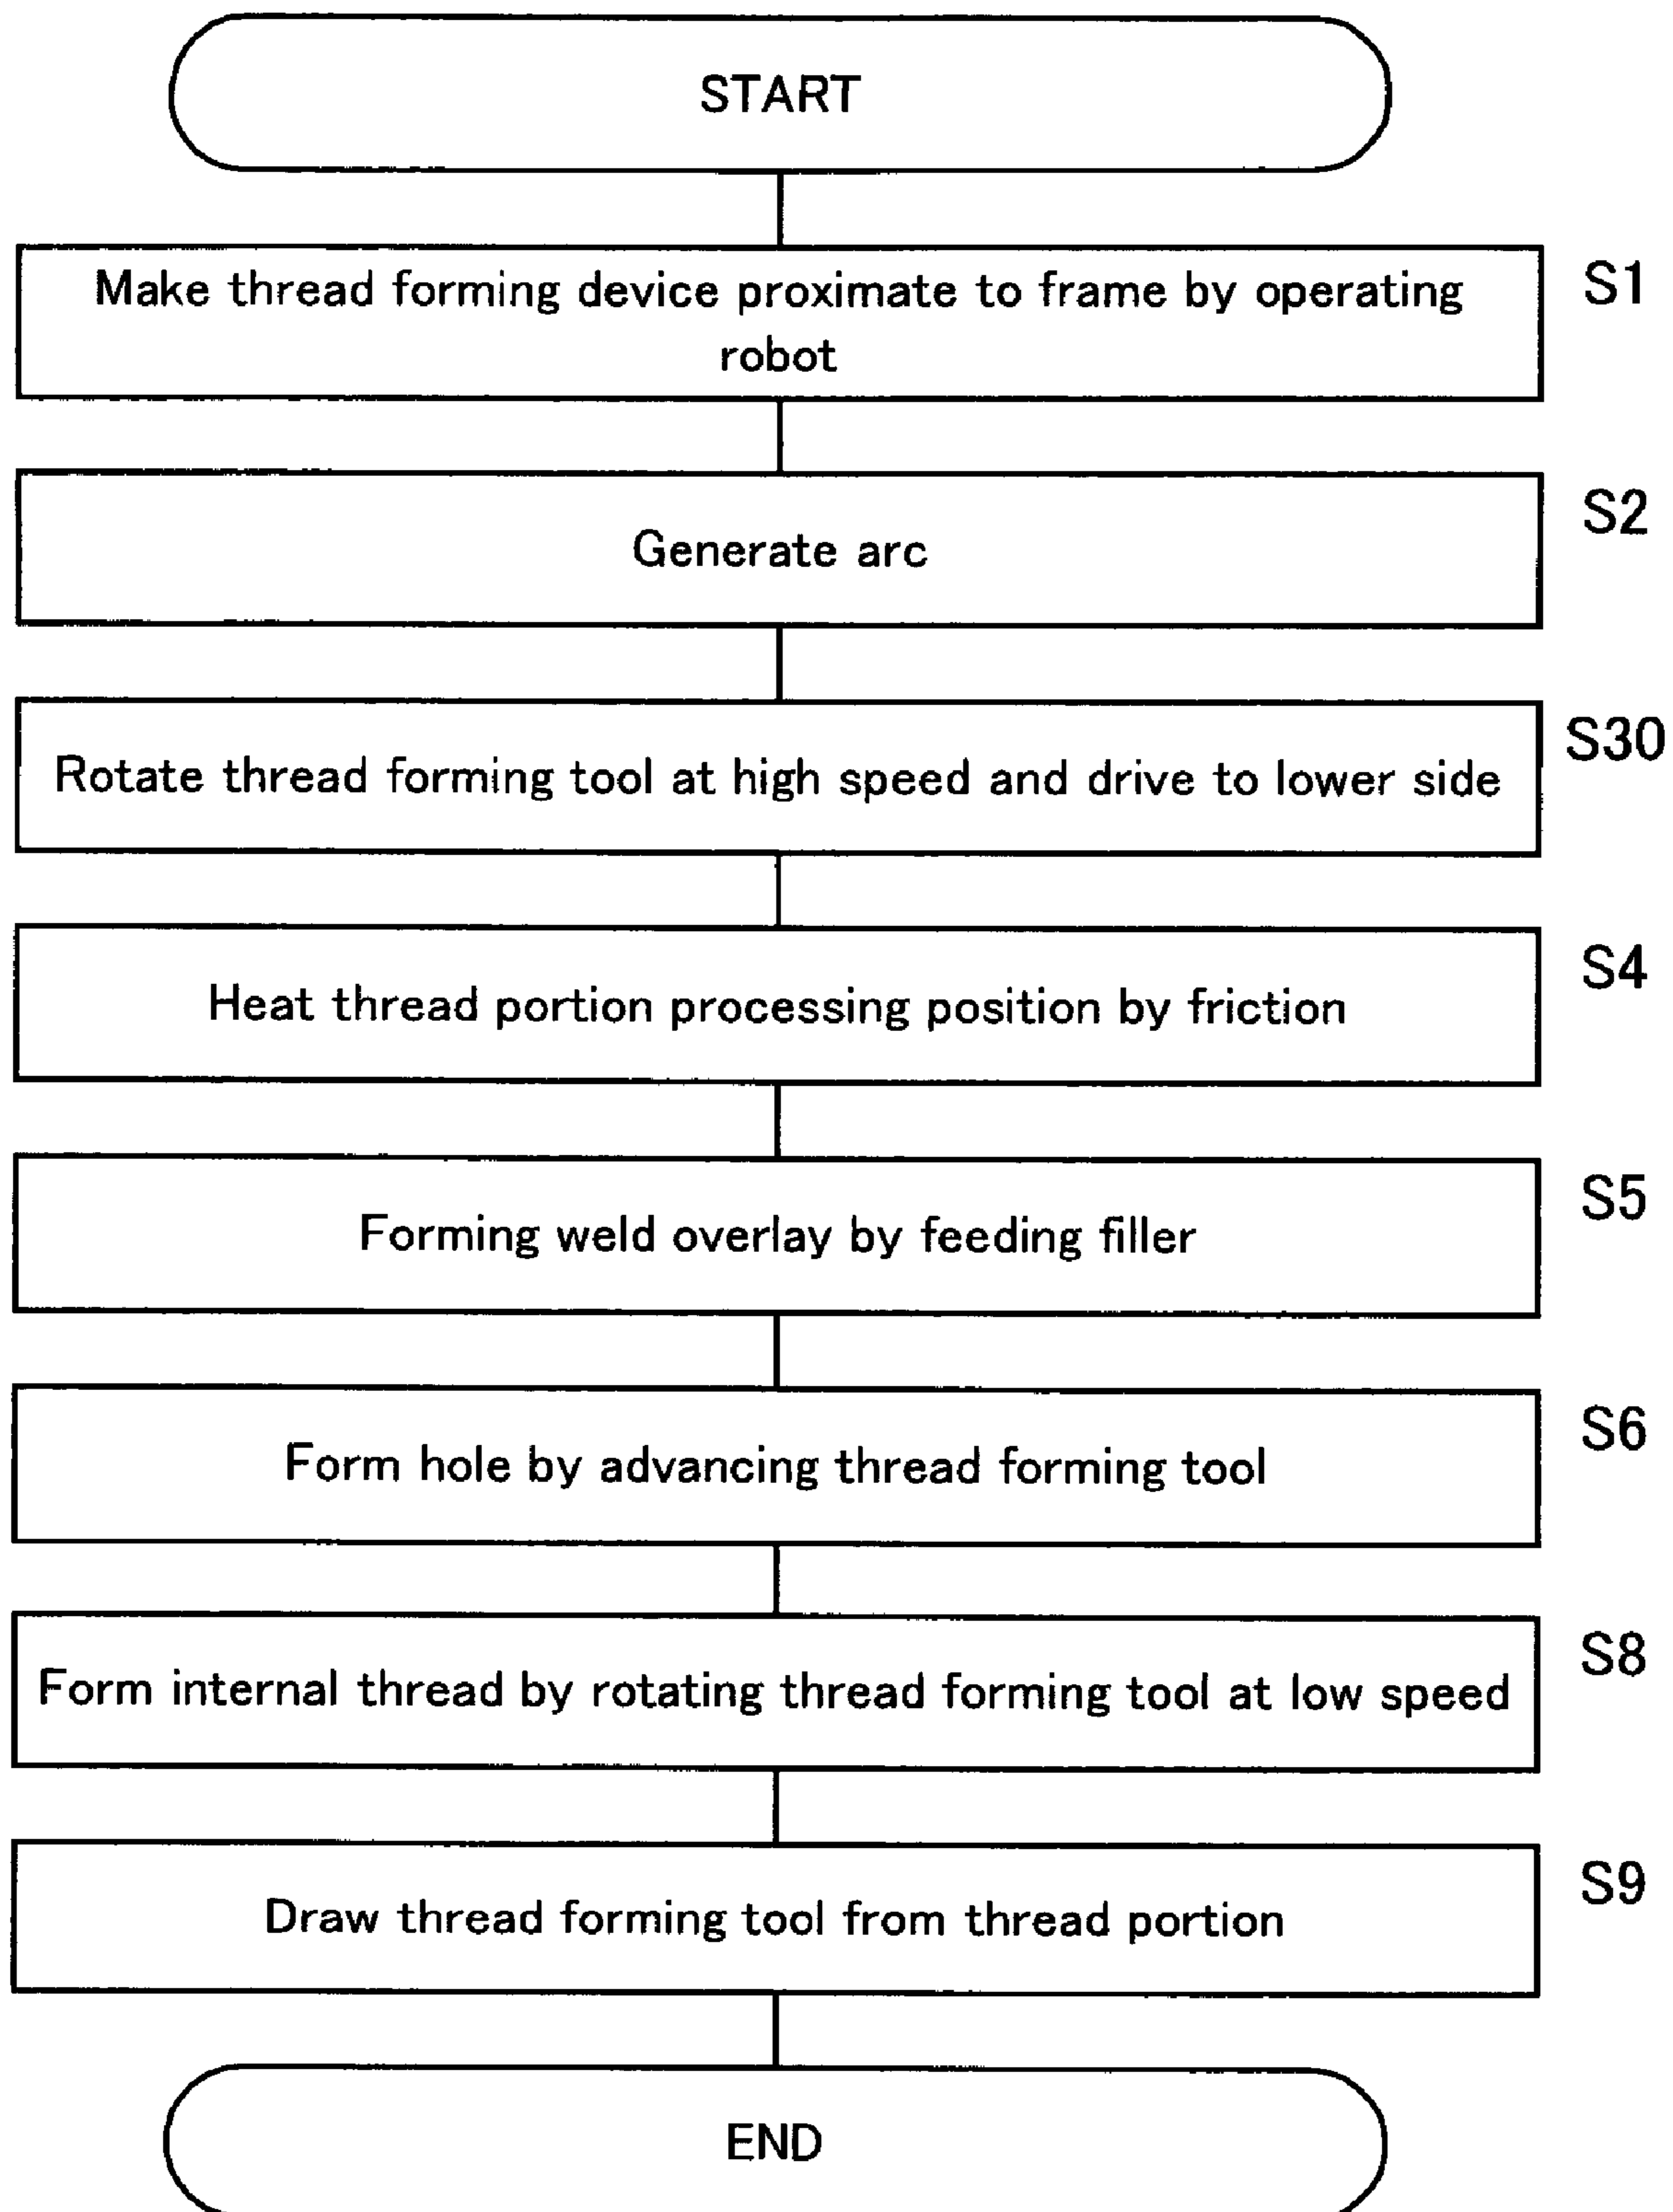 START
Make thread forming device proximate to frame by operating
robot
S1
Generate arc
S2
Rotate thread forming tool at high speed and drive to lower side
S30
Heat thread portion processing position by friction
S4
Forming weld overlay by feeding filler
S5
Form hole by advancing thread forming tool
S6
Form internal thread by rotating thread forming tool at low speed
S8
Draw thread forming tool from thread portion
S9
END